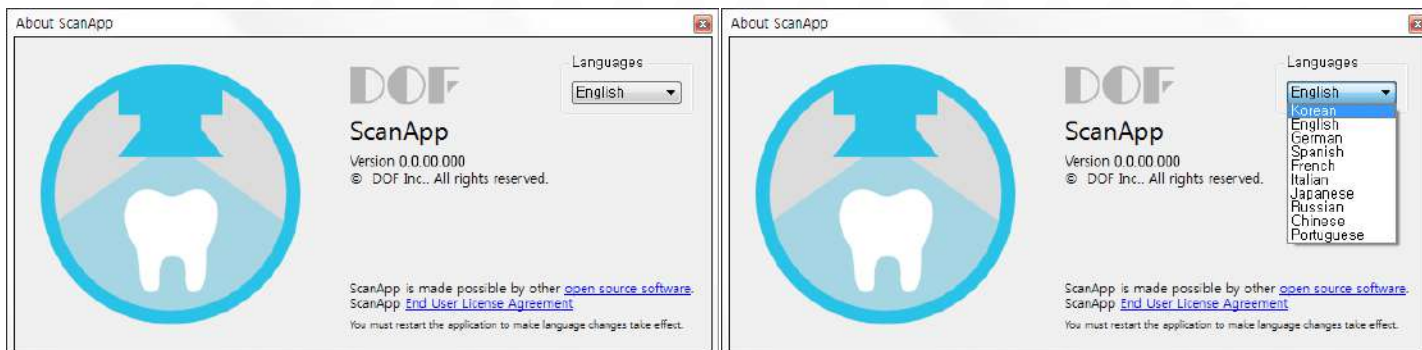 About ScanApp
DOF
Languages
English
ScanApp
Version 0.0.00.000
© DOF Inc.. All rights reserved.
ScanApp is made possible by other open source software.
ScanApp End User License Agreement
You must restart the application to make language changes take effect.
About ScanApp
DOF
Languages
English
Korean
English
German
Spanish
French
Italian
Japanese
Russian
Chinese
Portuguese
ScanApp
Version 0.0.00.000
© DOF Inc.. All rights reserved.
ScanApp is made possible by other open source software.
ScanApp End User License Agreement
You must restart the application to make language changes take effect.